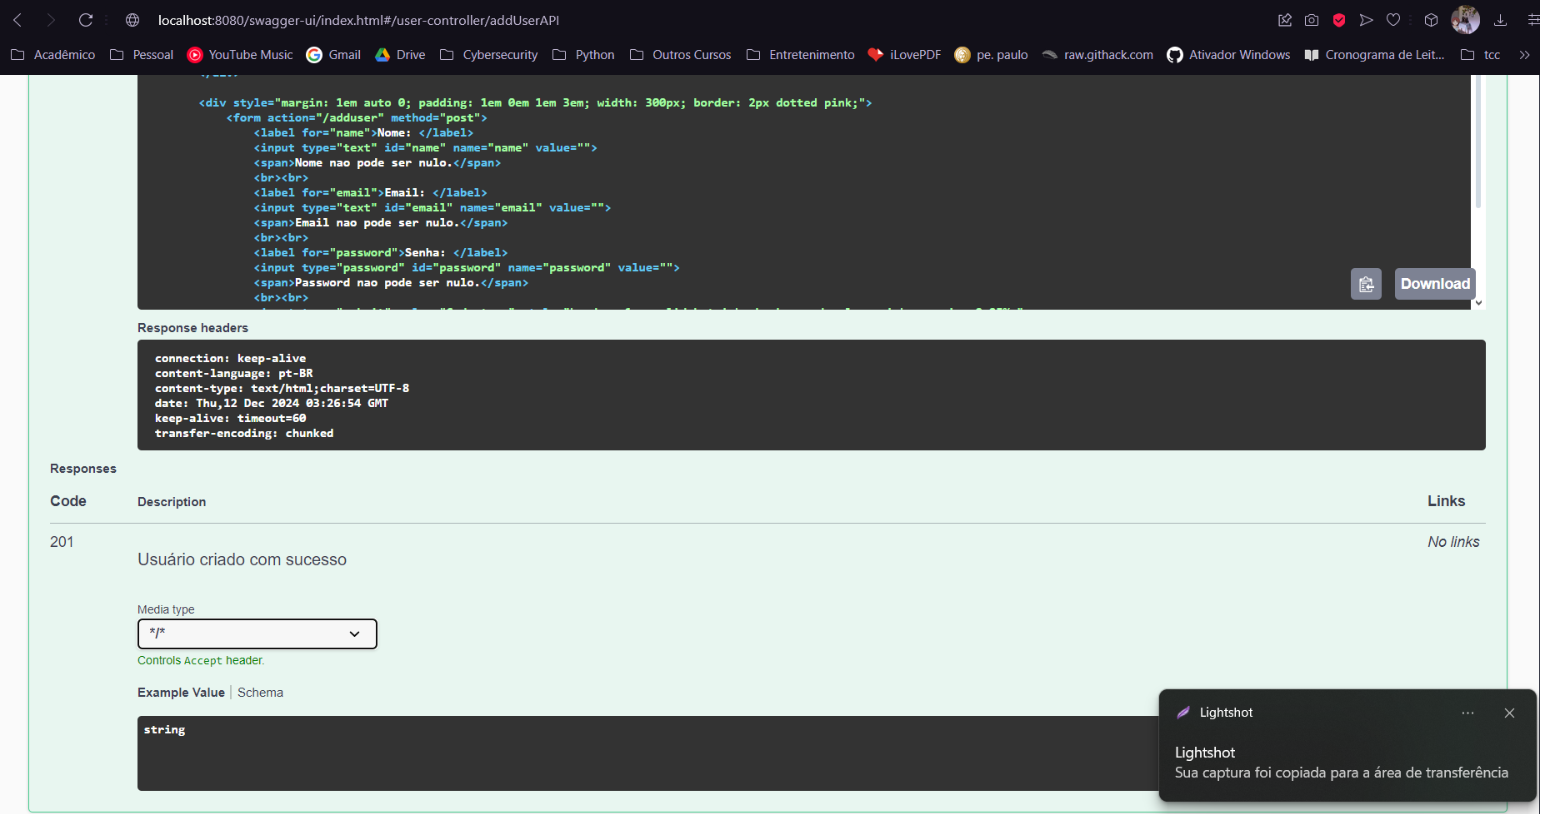 localhost:8080/swagger-ui/index.html#/user-controller/addUserAPI
Acadêmico Pessoal YouTube Music Gmail Drive Cybersecurity Python Outros Cursos Entretenimento iLovePDF pe. paulo raw.githack.com Ativador Windows Cronograma de Leit... tcc
<div style="margin: 1em auto 0; padding: 1em 0em 1em 3em; width: 300px; border: 2px dotted pink;">
<form action="/adduser" method="post">
<label for="name">Nome: </label>
<input type="text" id="name" name="name" value="">
<span>Nome nao pode ser nulo.</span>
<br><br>
<label for="email">Email: </label>
<input type="text" id="email" name="email" value="">
<span>Email nao pode ser nulo.</span>
<br><br>
<label for="password">Senha: </label>
<input type="password" id="password" name="password" value="">
<span>Password nao pode ser nulo.</span>
<br><br>
Download
Response headers
connection: keep-alive
content-language: pt-BR
content-type: text/html;charset=UTF-8
date: Thu,12 Dec 2024 03:26:54 GMT
keep-alive: timeout=60
transfer-encoding: chunked
Responses
Code Description Links
201 No links
Usuário criado com sucesso
Media type
*/*
Controls Accept header.
Example Value Schema
string
Lightshot
Lightshot
Sua captura foi copiada para a área de transferência